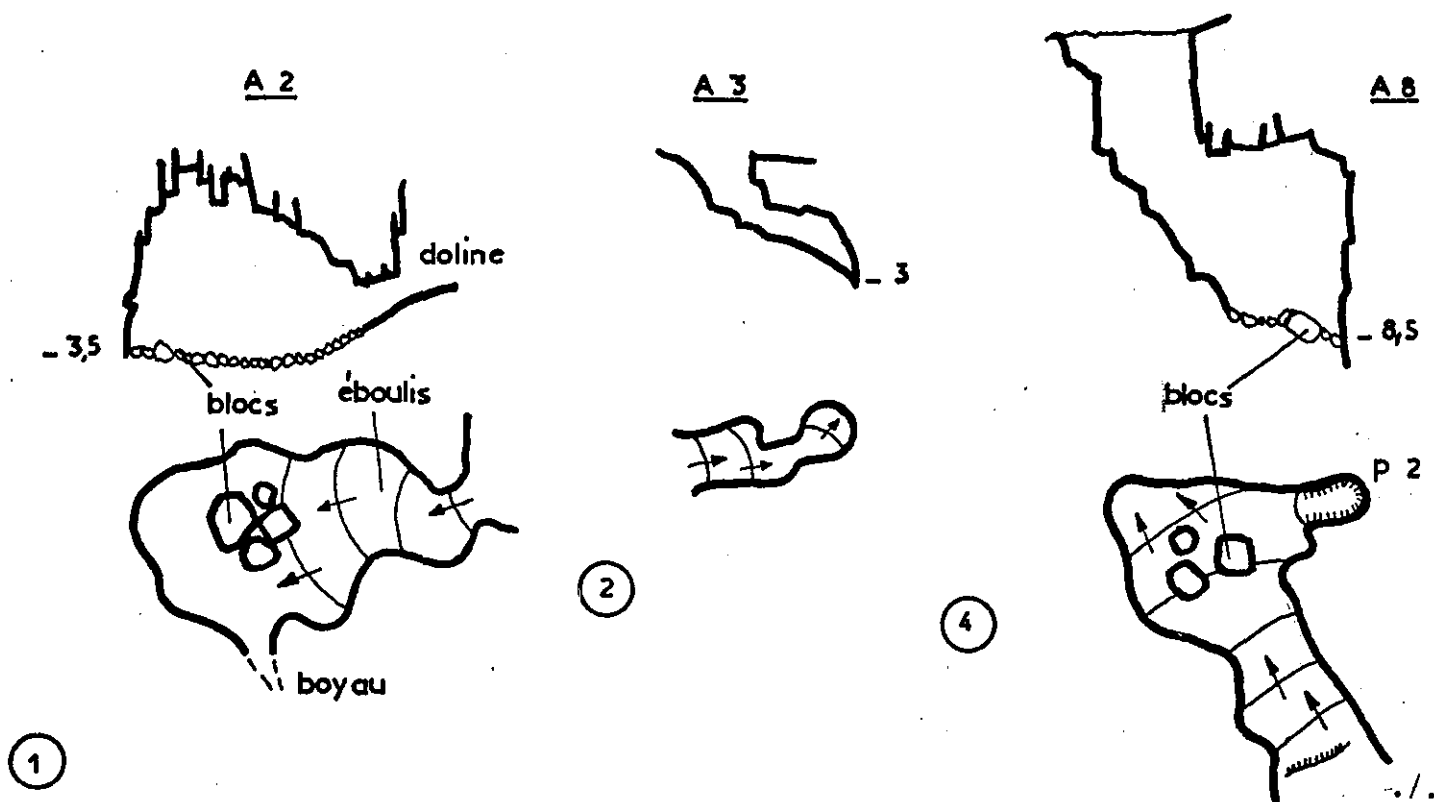 A 2
A 3
A 8
doline
- 3
- 3,5
- 8,5
blocs
éboulis
blocs
P 2
2
4
boyau
1
./.